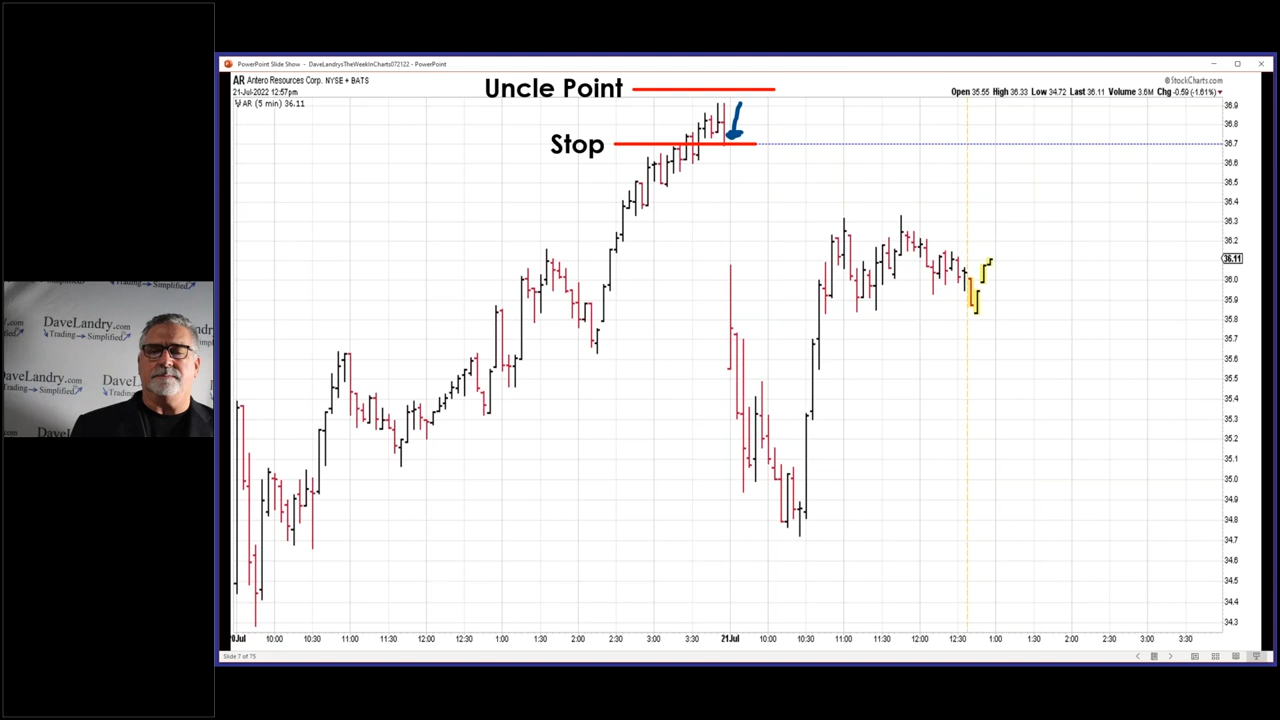 PowerPoint Slide Show - DaveLandrysTheWeekInCharts072122 - PowerPoint
AR Antero Resources Corp. NYSE + BATS
© StockCharts.com
21-Jul-2022 12:57pm
Open 35.55 High 36.33 Low 34.72 Last 36.11 Volume 3.6M Chg -0.59 (-1.61%)
AR (5 min) 36.11
Uncle Point
Stop
36.9
36.8
36.7
36.6
36.5
36.4
36.3
36.2
36.11
36.0
35.9
35.8
35.7
35.6
35.5
35.4
35.3
35.2
35.1
35.0
34.9
34.8
34.7
34.6
34.5
34.4
34.3
20Jul 10:00 10:30 11:00 11:30 12:00 12:30 1:00 1:30 2:00 2:30 3:00 3:30 21Jul 10:00 10:30 11:00 11:30 12:00 12:30 1:00 1:30 2:00 2:30 3:00 3:30
Slide 7 of 75
DaveLandry.com
Trading Simplified